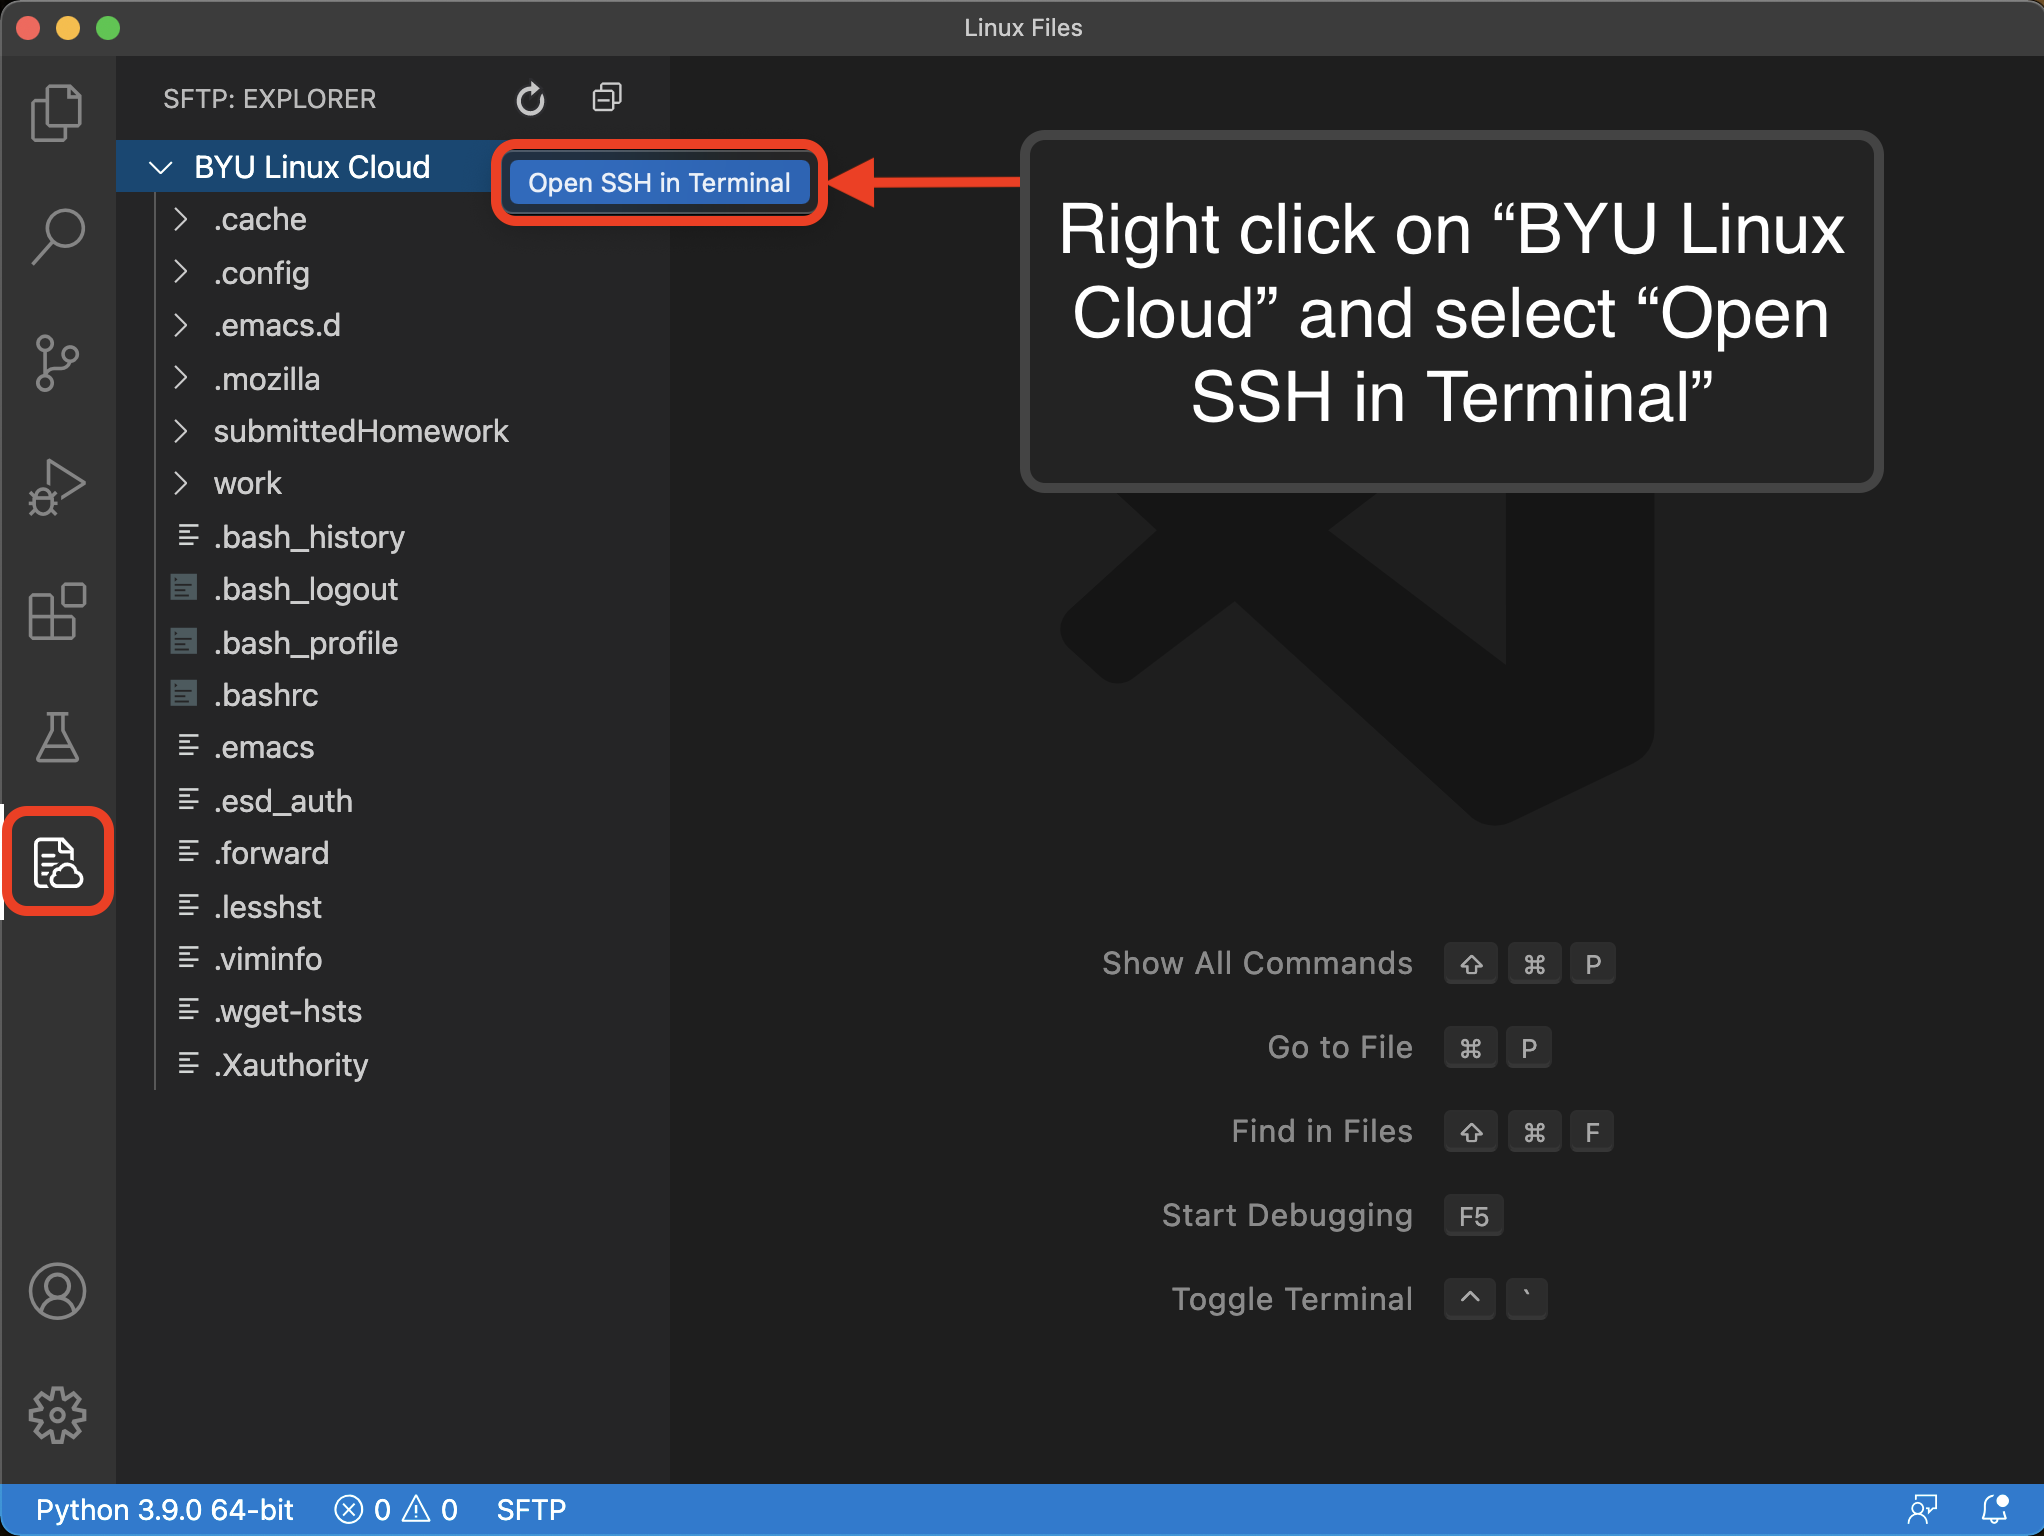 Linux Files
SFTP: EXPLORER
BYU Linux Cloud
Open SSH in Terminal
.cache
.config
.emacs.d
.mozilla
submittedHomework
work
.bash_history
.bash_logout
.bash_profile
.bashrc
.emacs
.esd_auth
.forward
.lesshst
.viminfo
.wget-hsts
.Xauthority
Right click on “BYU Linux
Cloud” and select “Open
SSH in Terminal”
Show All Commands ⇧ ⌘ P
Go to File ⌘ P
Find in Files ⇧ ⌘ F
Start Debugging F5
Toggle Terminal ^ `
Python 3.9.0 64-bit 0 0 SFTP